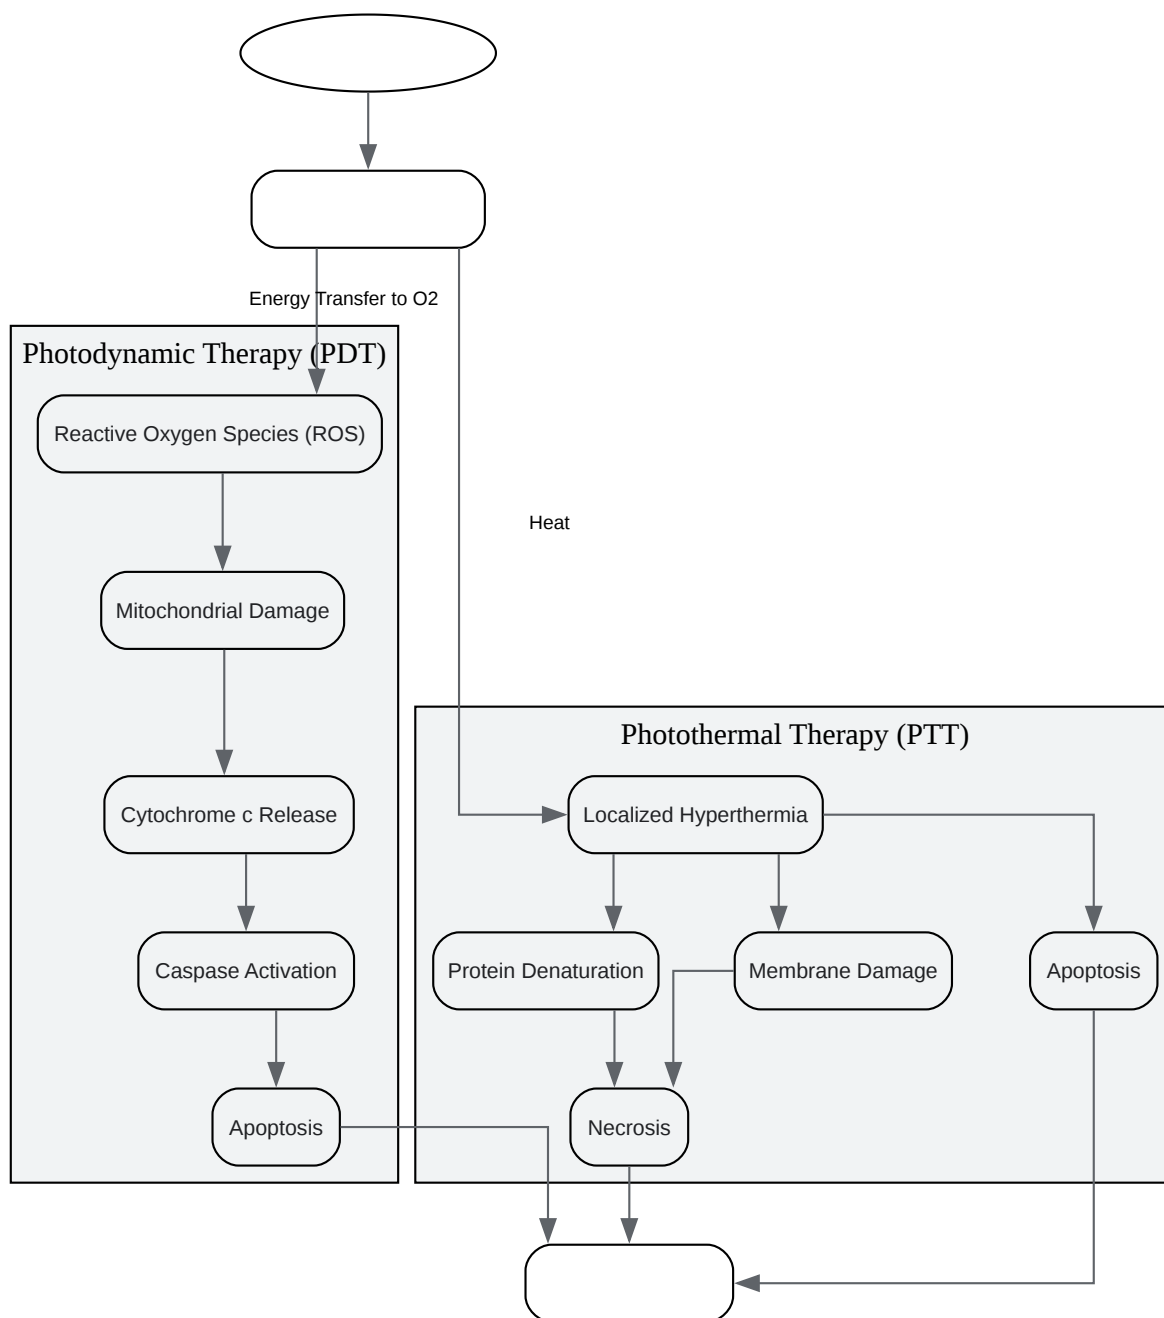 Energy Transfer to O2
Photodynamic Therapy (PDT)
Reactive Oxygen Species (ROS)
Heat
Mitochondrial Damage
Photothermal Therapy (PTT)
Cytochrome c Release
Localized Hyperthermia
Caspase Activation
Protein Denaturation
Membrane Damage
Apoptosis
Apoptosis
Necrosis